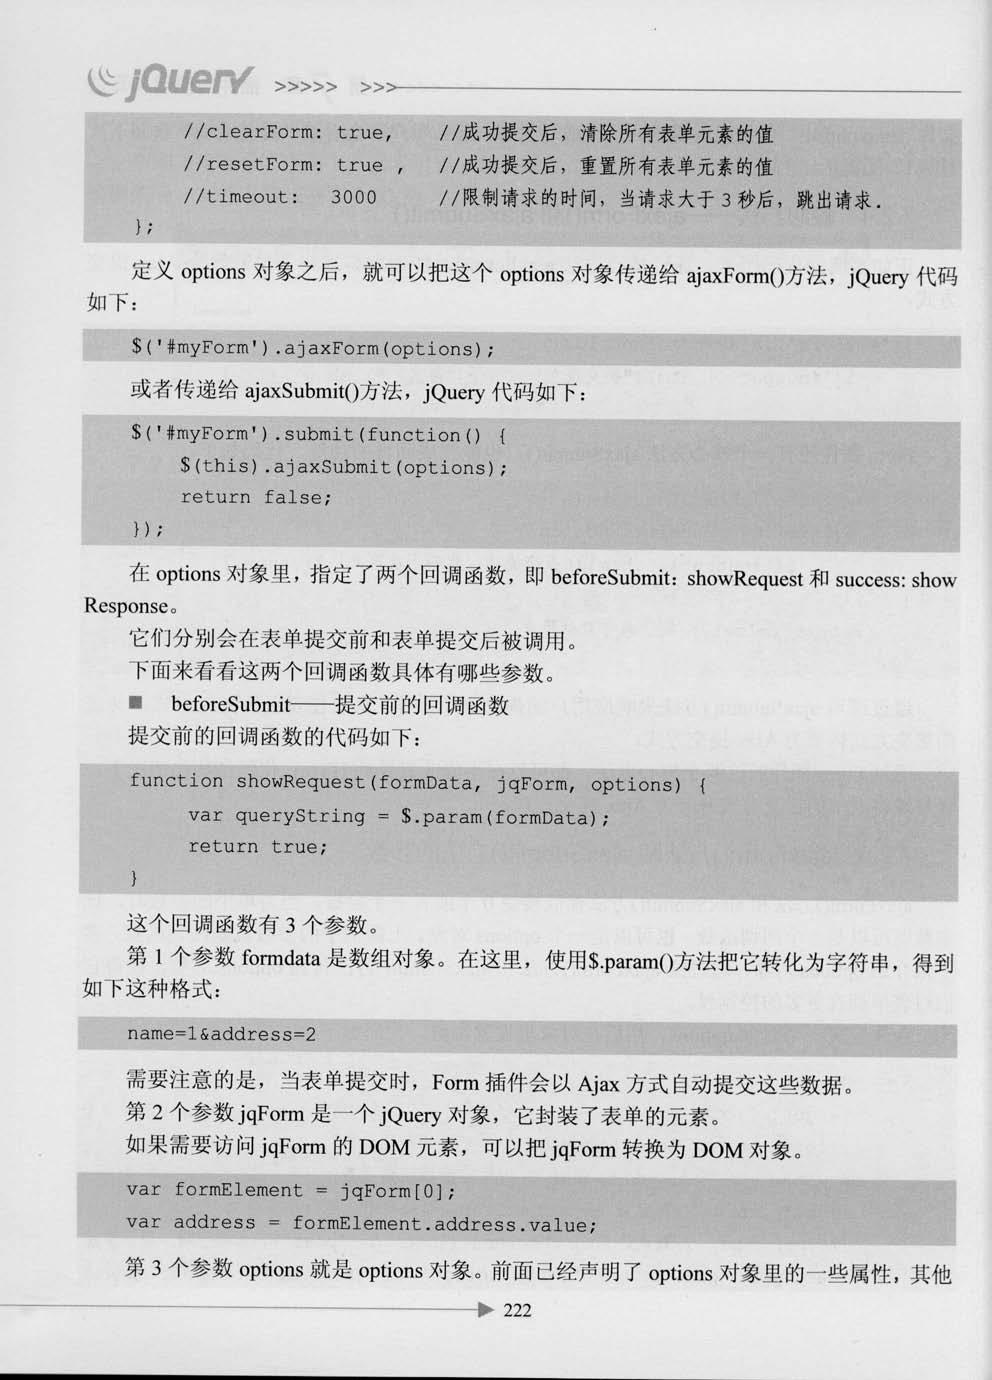 jQuery >>>>> >>>
//clearForm: true, //成功提交后，清除所有表单元素的值
//resetForm: true , //成功提交后，重置所有表单元素的值
//timeout: 3000 //限制请求的时间，当请求大于 3 秒后，跳出请求.
};
定义 options 对象之后，就可以把这个 options 对象传递给 ajaxForm()方法，jQuery 代码
如下：
$('#myForm').ajaxForm(options);
或者传递给 ajaxSubmit()方法，jQuery 代码如下：
$('#myForm').submit(function() {
$(this).ajaxSubmit(options);
return false;
});
在 options 对象里，指定了两个回调函数，即 beforeSubmit: showRequest 和 success: show
Response。
它们分别会在表单提交前和表单提交后被调用。
下面来看看这两个回调函数具体有哪些参数。
■ beforeSubmit——提交前的回调函数
提交前的回调函数的代码如下：
function showRequest(formData, jqForm, options) {
var queryString = $.param(formData);
return true;
}
这个回调函数有 3 个参数。
第 1 个参数 formdata 是数组对象。在这里，使用$.param()方法把它转化为字符串，得到
如下这种格式：
name=1&address=2
需要注意的是，当表单提交时，Form 插件会以 Ajax 方式自动提交这些数据。
第 2 个参数 jqForm 是一个 jQuery 对象，它封装了表单的元素。
如果需要访问 jqForm 的 DOM 元素，可以把 jqForm 转换为 DOM 对象。
var formElement = jqForm[0];
var address = formElement.address.value;
第 3 个参数 options 就是 options 对象。前面已经声明了 options 对象里的一些属性，其他
222